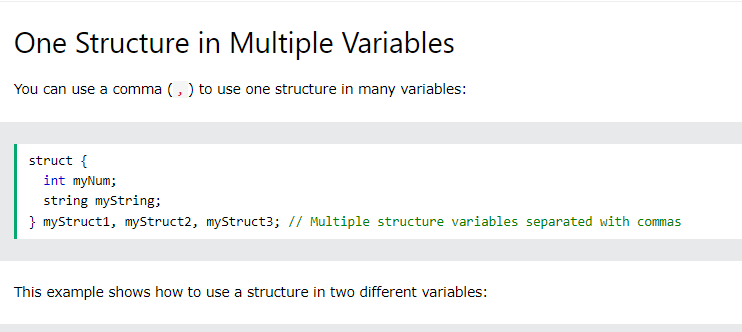 One Structure in Multiple Variables
You can use a comma ( , ) to use one structure in many variables:
struct {
  int myNum;
  string myString;
} myStruct1, myStruct2, myStruct3; // Multiple structure variables separated with commas
This example shows how to use a structure in two different variables: